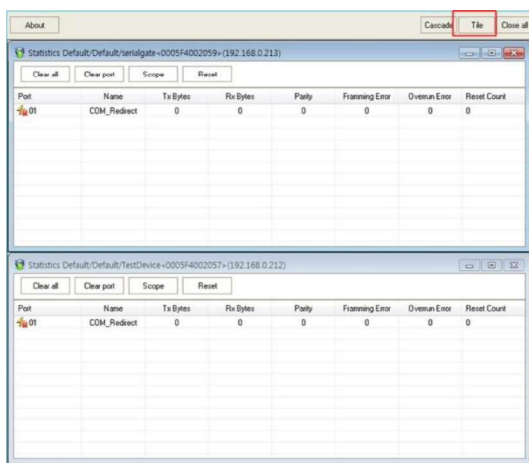 About Cascade Tile Close all
Statistics Default/Default/serialgate<0005F4002059>(192.168.0.213)
Clear all Clear port Scope Reset
Port Name Tx Bytes Rx Bytes Parity Framming Error Overrun Error Reset Count
01 COM_Redirect 0 0 0 0 0 0
Statistics Default/Default/TestDevice<0005F4002057>(192.168.0.212)
Clear all Clear port Scope Reset
Port Name Tx Bytes Rx Bytes Parity Framming Error Overrun Error Reset Count
01 COM_Redirect 0 0 0 0 0 0